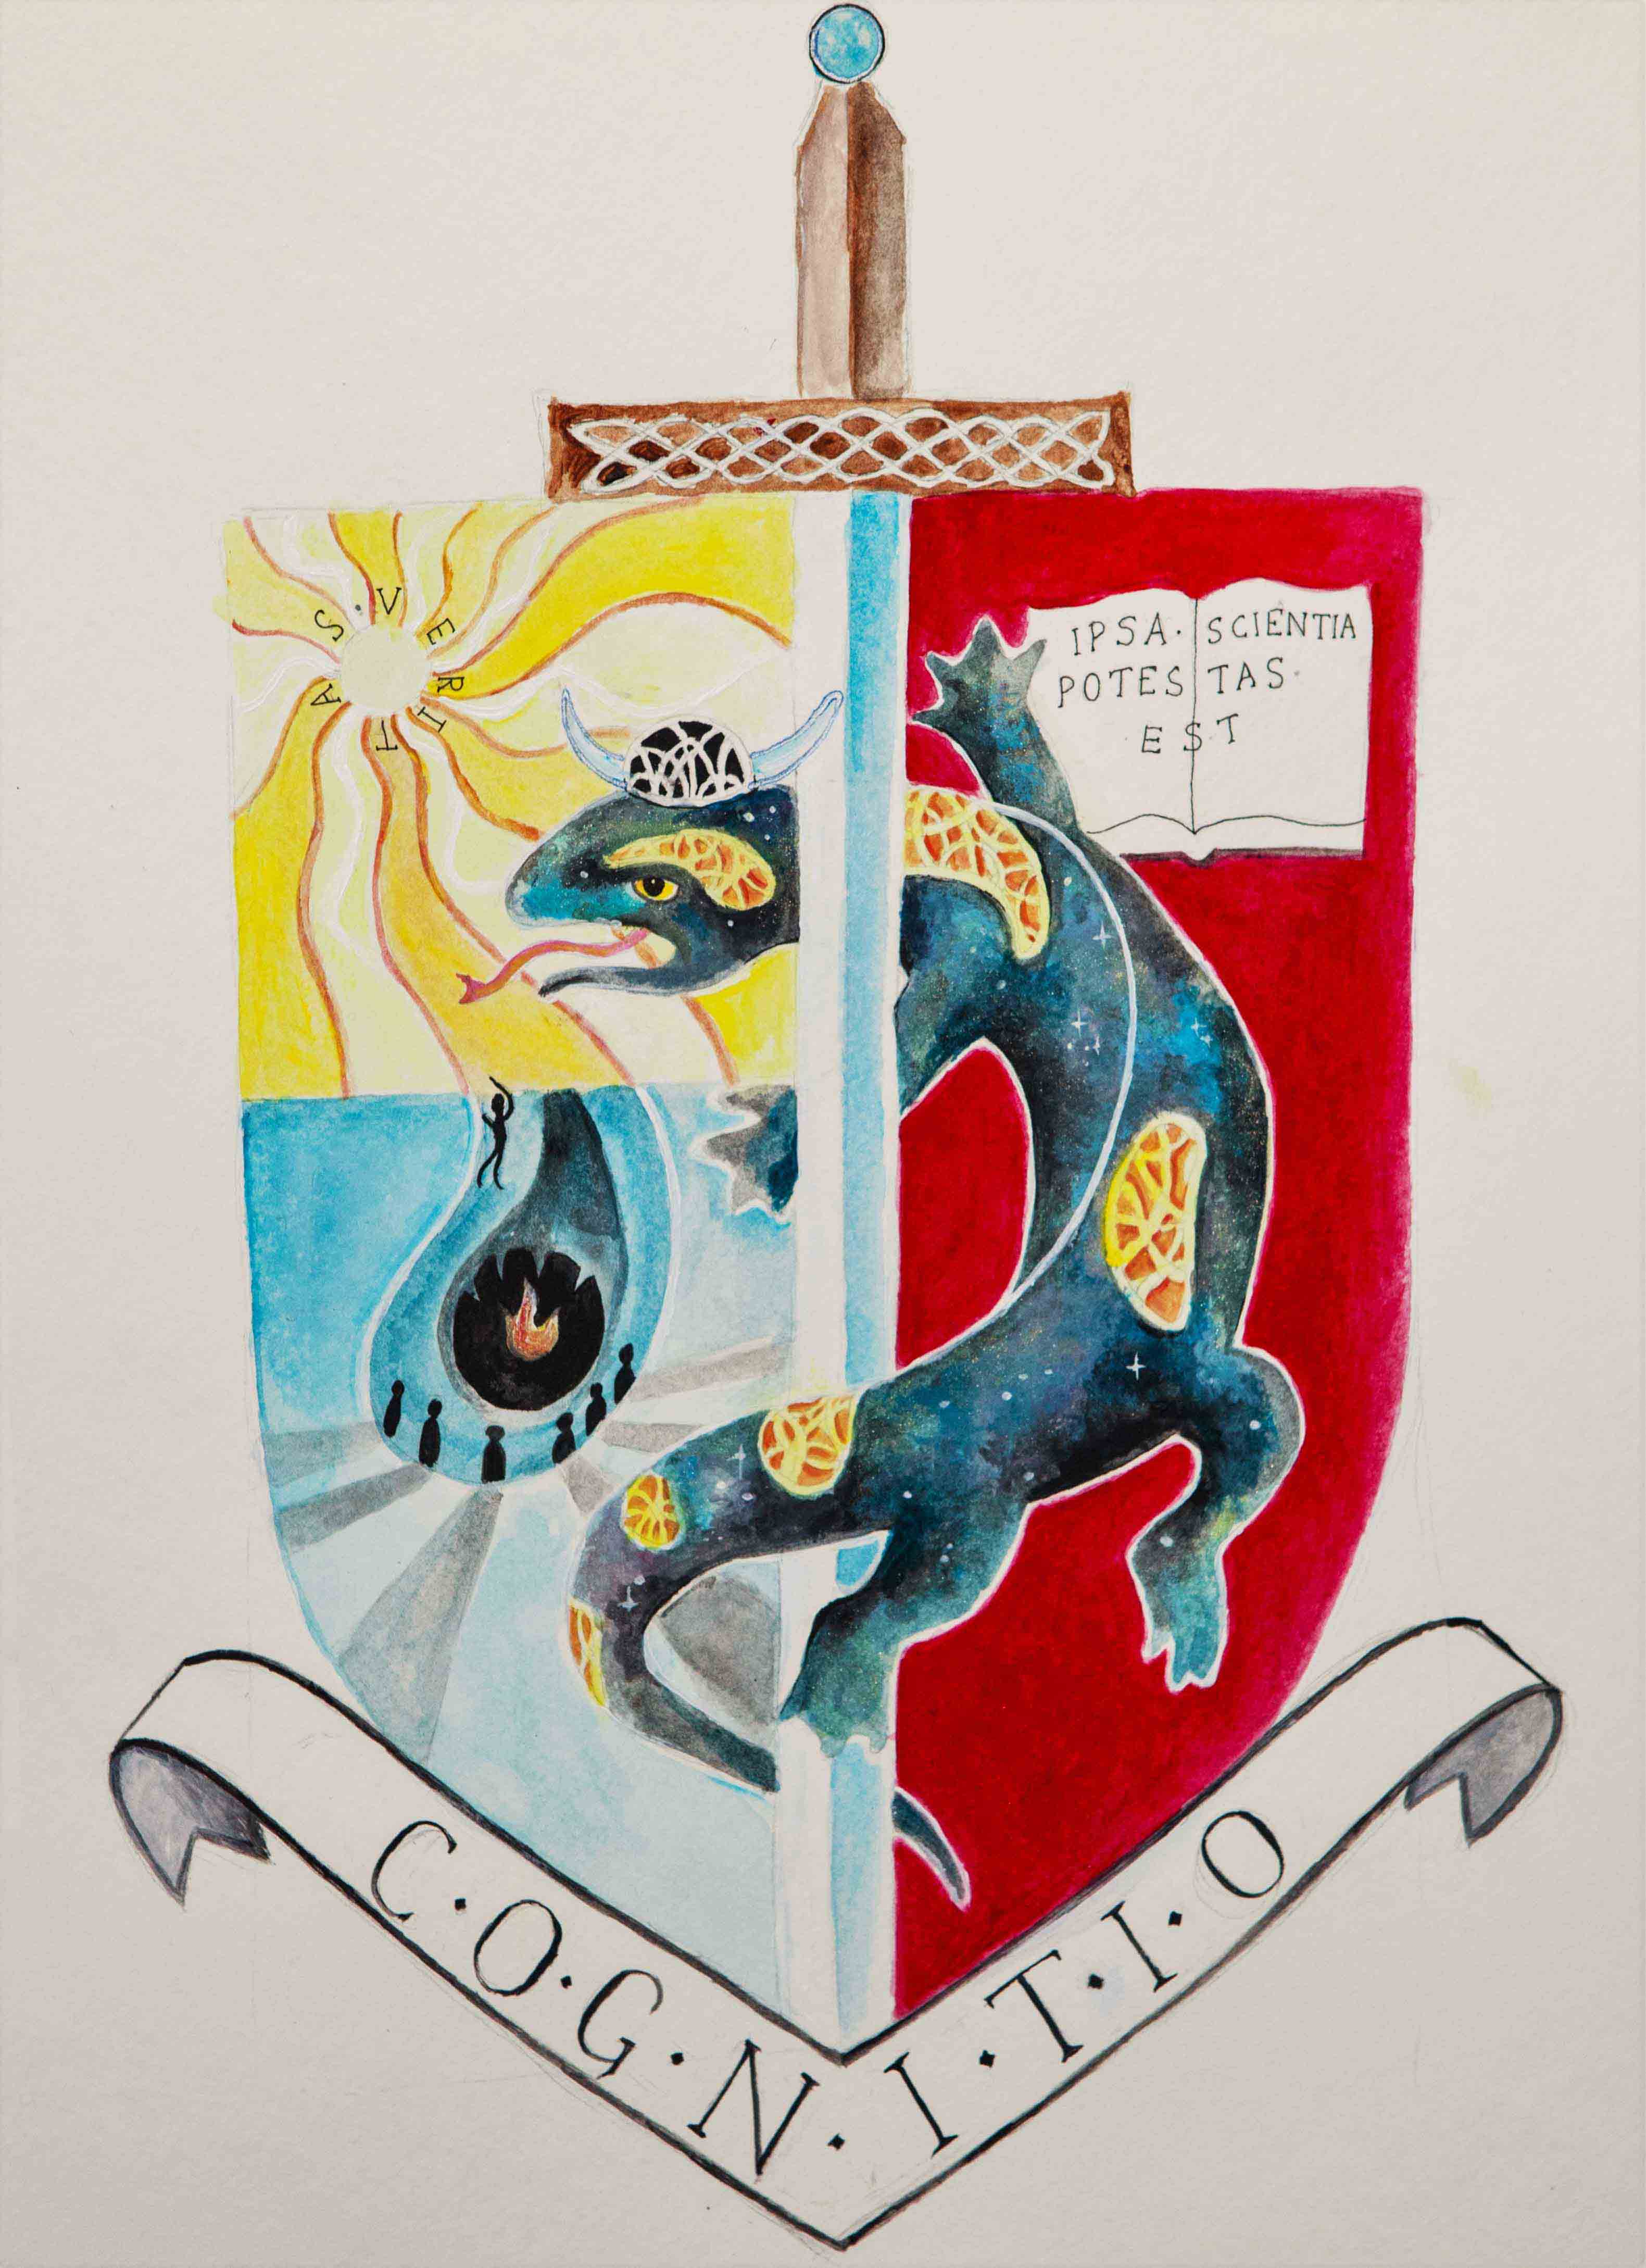 VERITAS·
IPSA· SCIENTIA
POTESTAS·
EST
C·O·G·N·I·T·I·O